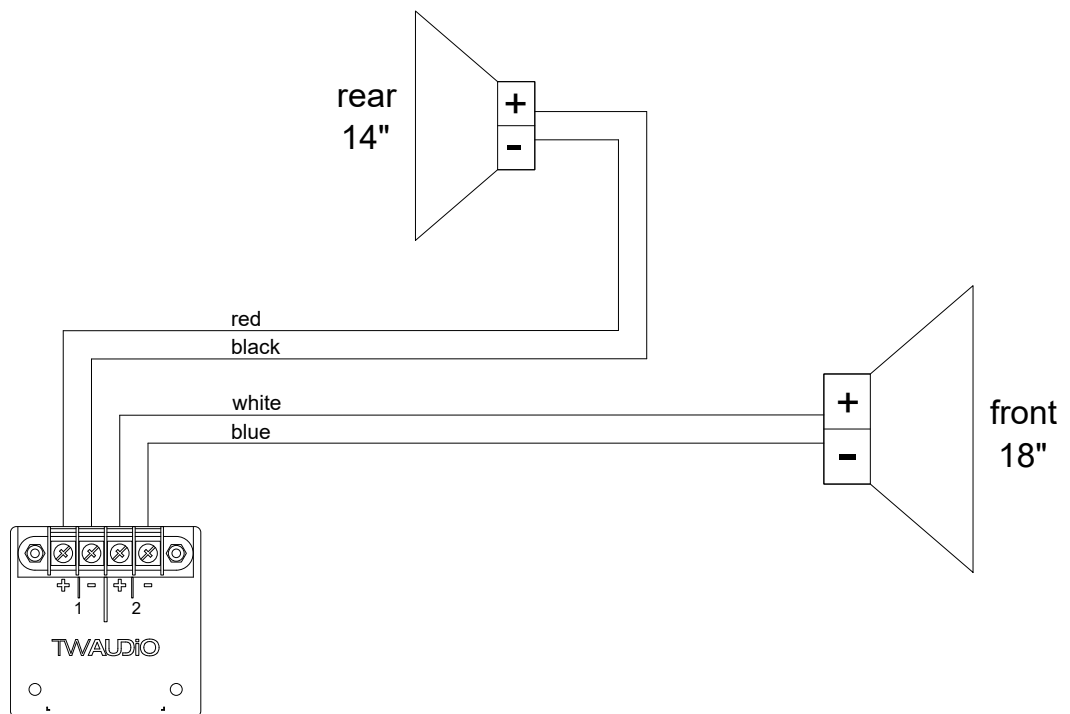 rear
14"
+
-
red
black
white
blue
+
-
front
18"
+ - + -
1 2
TWAUDiO